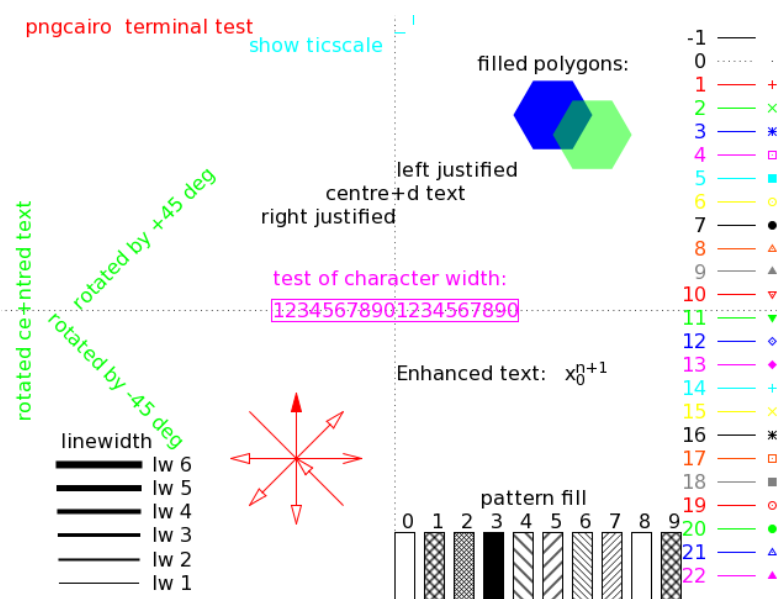 pngcairo  terminal test
show ticscale
filled polygons:
left justified
centre+d text
right justified
rotated by +45 deg
rotated ce+ntred text
rotated by -45 deg
test of character width:
12345678901234567890
Enhanced text:   x₀ⁿ⁺¹
linewidth
lw 6
lw 5
lw 4
lw 3
lw 2
lw 1
pattern fill
0 1 2 3 4 5 6 7 8 9
-1
0
1
2
3
4
5
6
7
8
9
10
11
12
13
14
15
16
17
18
19
20
21
22